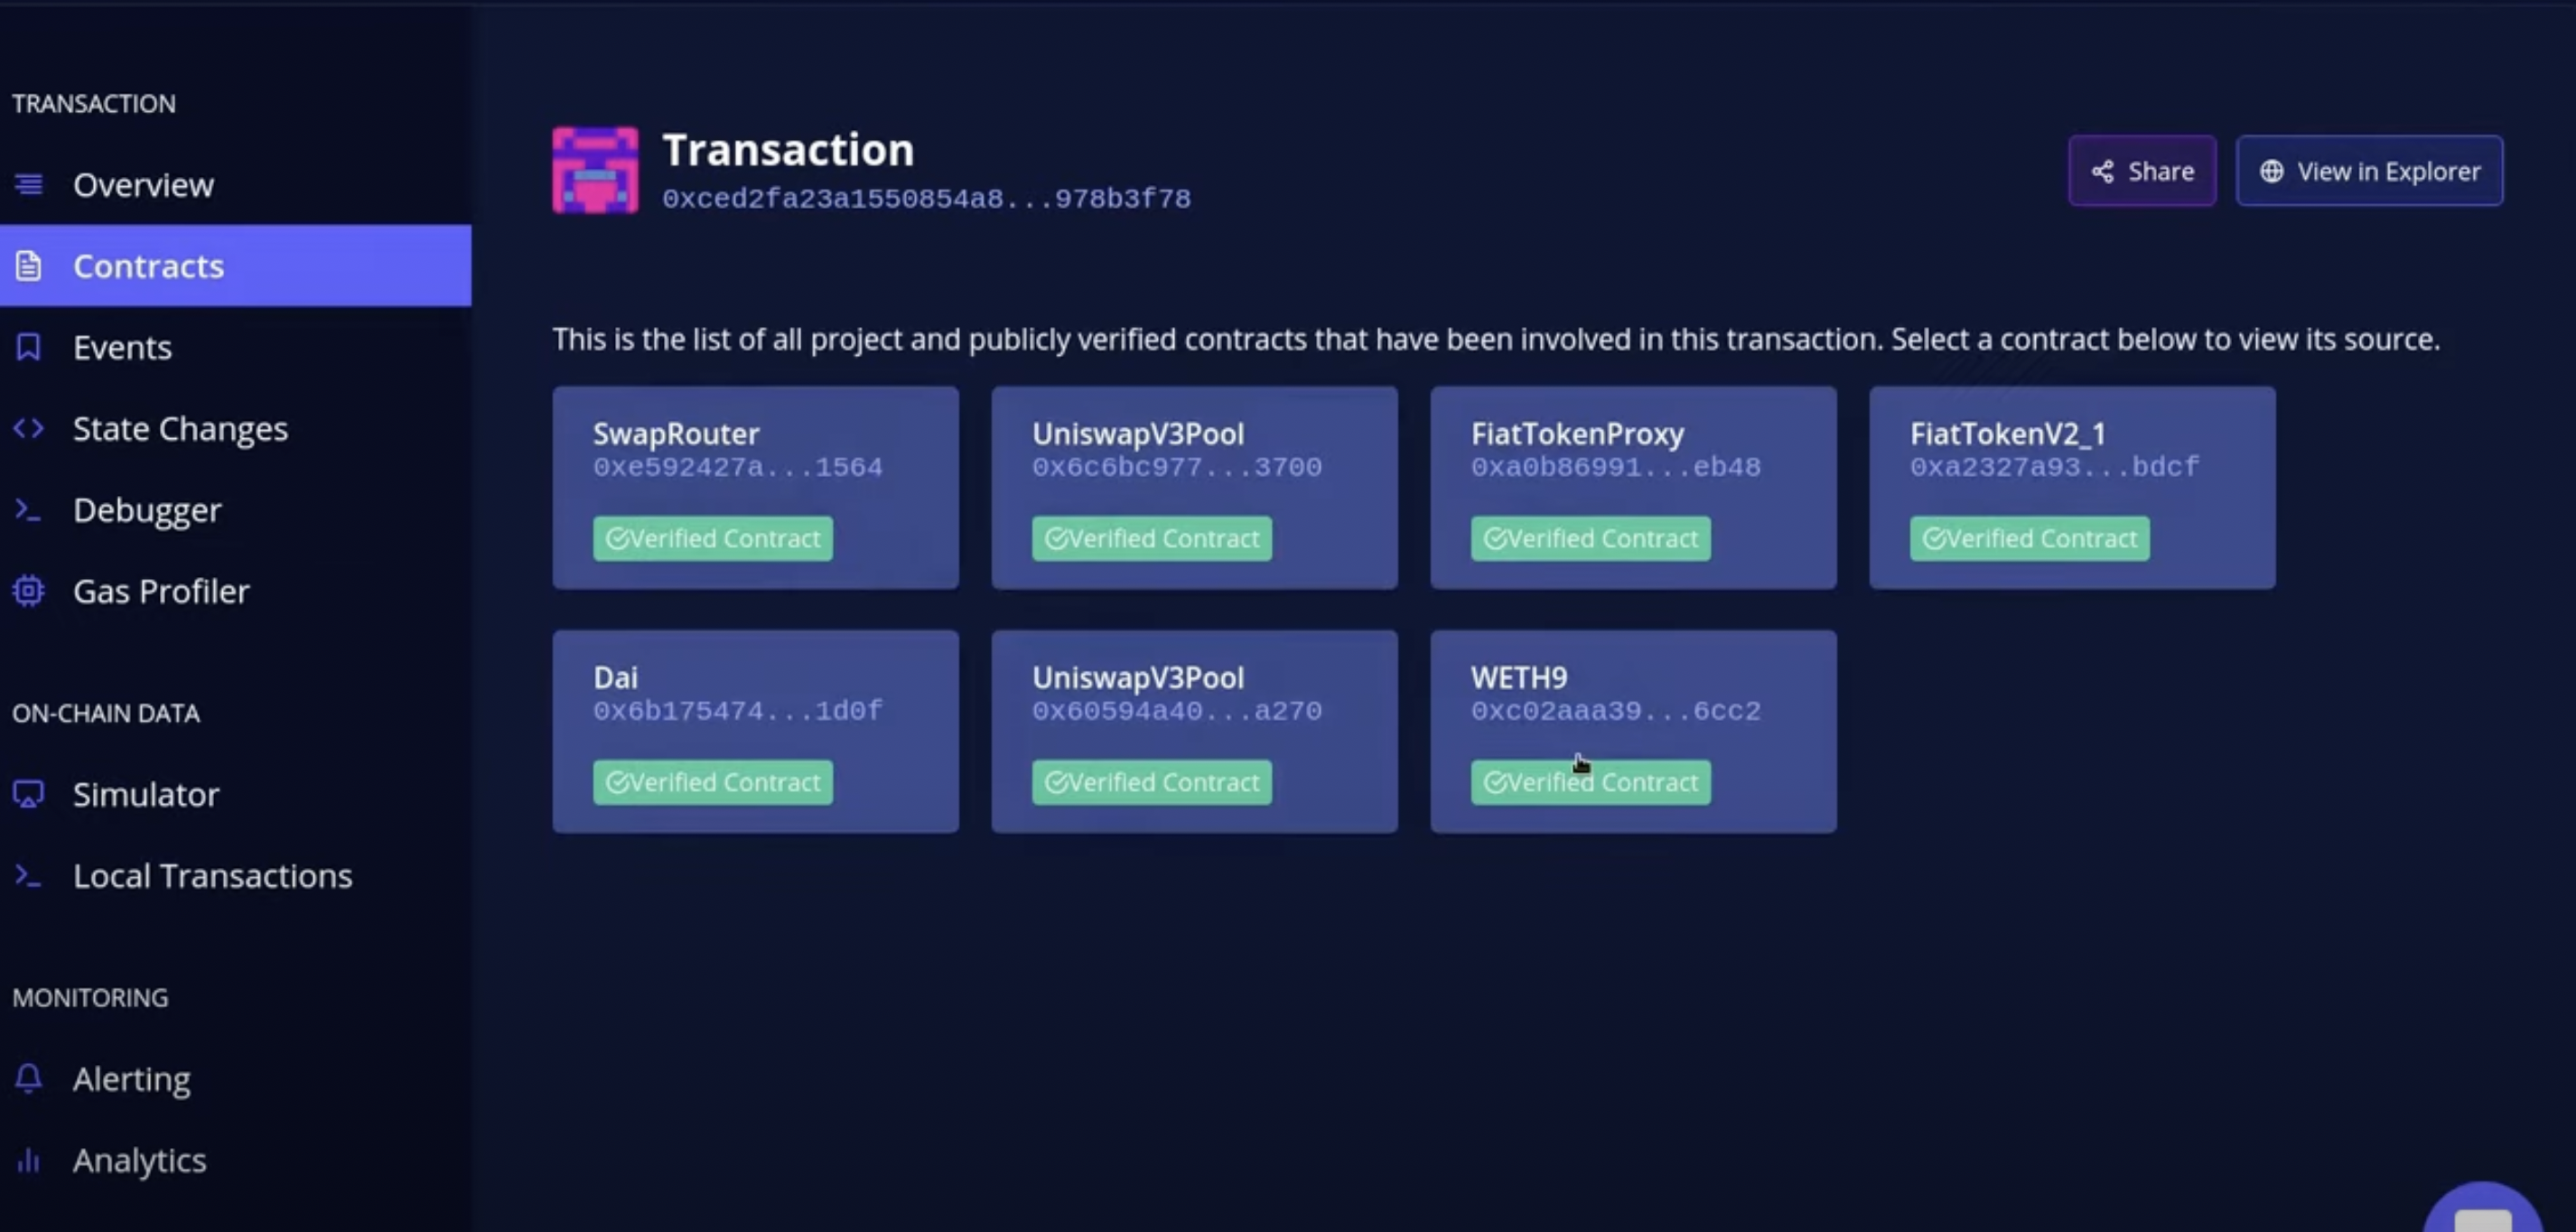 TRANSACTION
Overview
Contracts
Events
State Changes
Debugger
Gas Profiler
ON-CHAIN DATA
Simulator
Local Transactions
MONITORING
Alerting
Analytics
Transaction
0xced2fa23a1550854a8...978b3f78
Share
View in Explorer
This is the list of all project and publicly verified contracts that have been involved in this transaction. Select a contract below to view its source.
SwapRouter
0xe592427a...1564
Verified Contract
UniswapV3Pool
0x6c6bc977...3700
Verified Contract
FiatTokenProxy
0xa0b86991...eb48
Verified Contract
FiatTokenV2_1
0xa2327a93...bdcf
Verified Contract
Dai
0x6b175474...1d0f
Verified Contract
UniswapV3Pool
0x60594a40...a270
Verified Contract
WETH9
0xc02aaa39...6cc2
Verified Contract